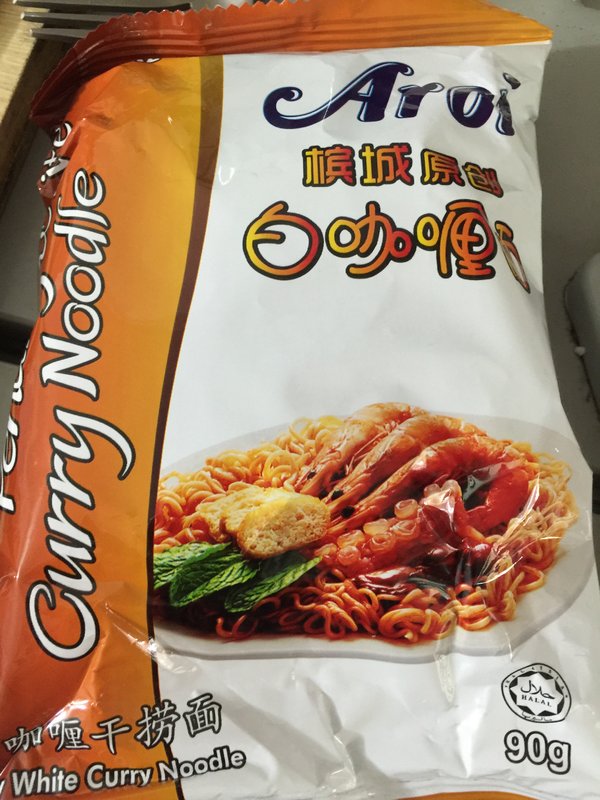 Aroi
槟城原创
白咖喱
Curry Noodle
咖喱干捞面
White Curry Noodle
حلال
HALAL
90g